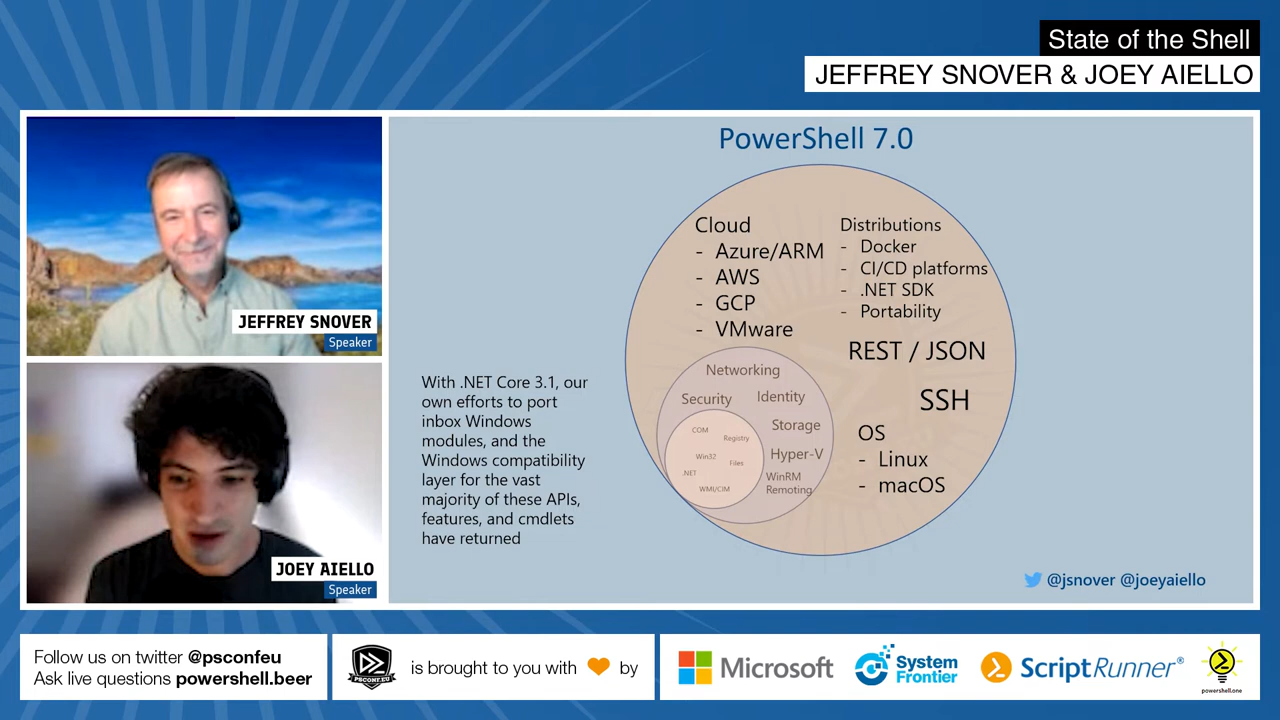 State of the Shell
JEFFREY SNOVER & JOEY AIELLO
JEFFREY SNOVER
Speaker
JOEY AIELLO
Speaker
PowerShell 7.0
Cloud
- Azure/ARM
- AWS
- GCP
- VMware
Distributions
- Docker
- CI/CD platforms
- .NET SDK
- Portability
REST / JSON
SSH
OS
- Linux
- macOS
Networking
Security
Identity
Storage
Hyper-V
WinRM
Remoting
COM
Registry
Win32
Files
.NET
WMI/CIM
With .NET Core 3.1, our
own efforts to port
inbox Windows
modules, and the
Windows compatibility
layer for the vast
majority of these APIs,
features, and cmdlets
have returned
@jsnover @joeyaiello
Follow us on twitter @psconfeu
Ask live questions powershell.beer
PSCONF.EU
is brought to you with
by
Microsoft
System
Frontier
ScriptRunner®
powershell.one